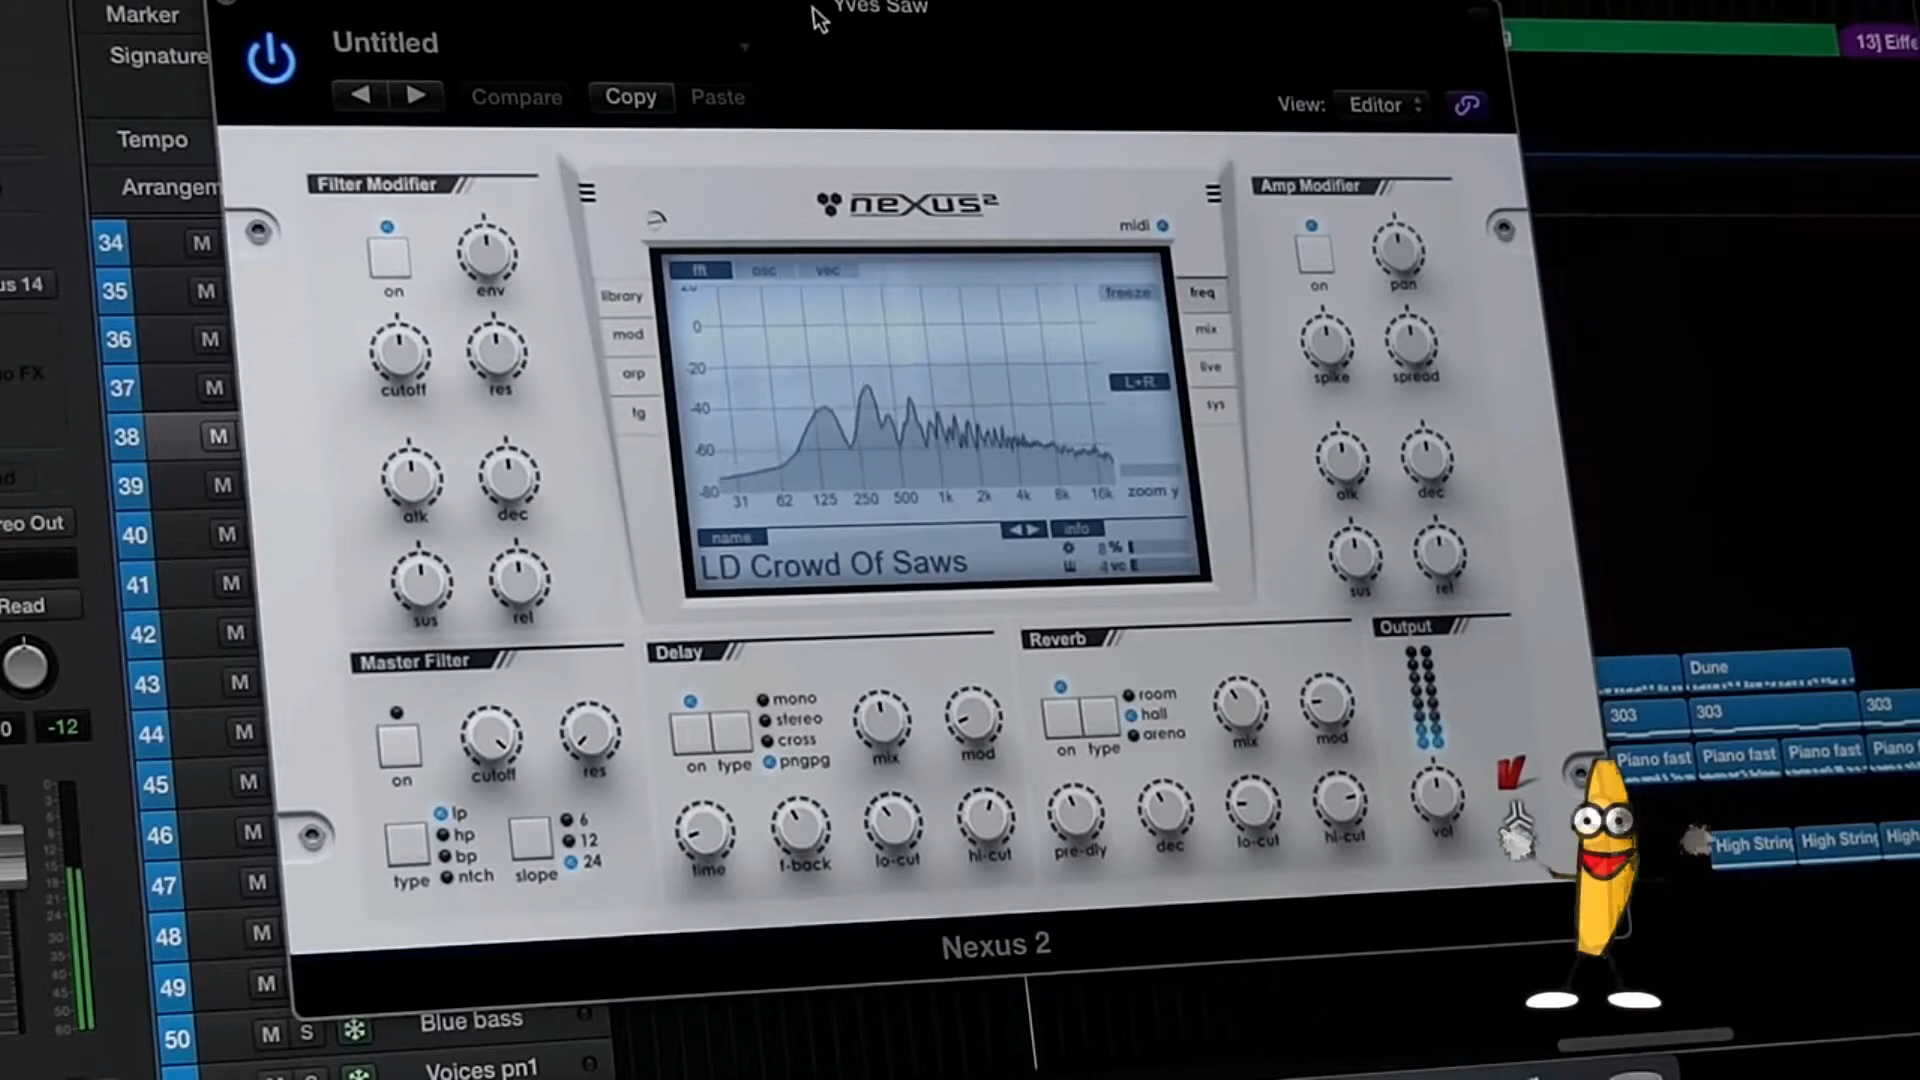 Marker
Yves Saw
Signature
Untitled
Compare
Copy
Paste
View:
Editor
13] Eiffe
Tempo
Arrangem
Filter Modifier
on
env
cutoff
res
atk
dec
sus
rel
nexus²
midi
library
mod
arp
tg
fft
osc
vec
freeze
freq
mix
live
sys
0
-20
-40
-60
-80
31
62
125
250
500
1k
2k
4k
8k
16k
L+R
zoom y
name
info
LD Crowd Of Saws
8%
4 vc
Amp Modifier
on
pan
spike
spread
atk
dec
sus
rel
Master Filter
on
cutoff
res
type
lp
hp
bp
ntch
slope
6
12
24
Delay
on
type
mono
stereo
cross
pngpg
mix
mod
time
f-back
lo-cut
hi-cut
Reverb
on
type
room
hall
arena
mix
mod
pre-dly
dec
lo-cut
hi-cut
Output
vol
Nexus 2
34 M
35 M
36 M
37 M
38 M
39 M
40 M
41 M
42 M
43 M
44 M
45 M
46 M
47 M
48 M
49 M
50 M S
Blue bass
Voices pn1
us 14
o FX
reo Out
Read
0
-12
Dune
303
303
303
Piano fast
Piano fast
Piano fast
Piano fo
High String
High String
High